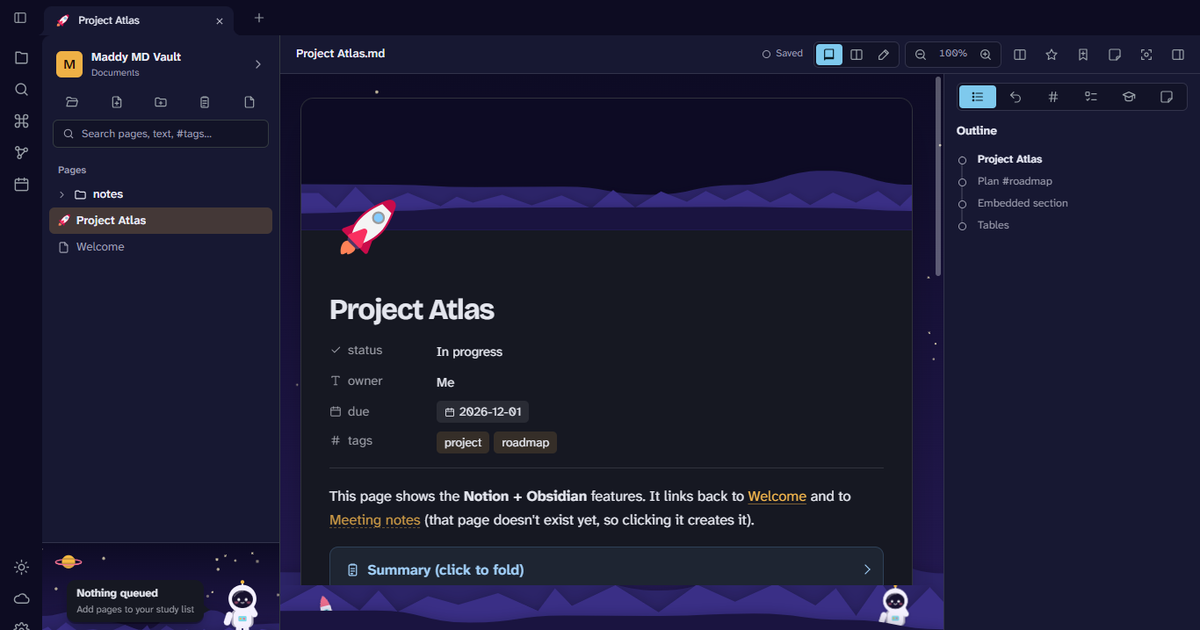 Project Atlas
M
Maddy MD Vault
Documents
Search pages, text, #tags...
Pages
notes
Project Atlas
Welcome
Nothing queued
Add pages to your study list
Project Atlas.md
Saved
100%
Project Atlas
status In progress
owner Me
due 2026-12-01
# tags project roadmap
This page shows the Notion + Obsidian features. It links back to Welcome and to
Meeting notes (that page doesn't exist yet, so clicking it creates it).
Summary (click to fold)
Outline
Project Atlas
Plan #roadmap
Embedded section
Tables